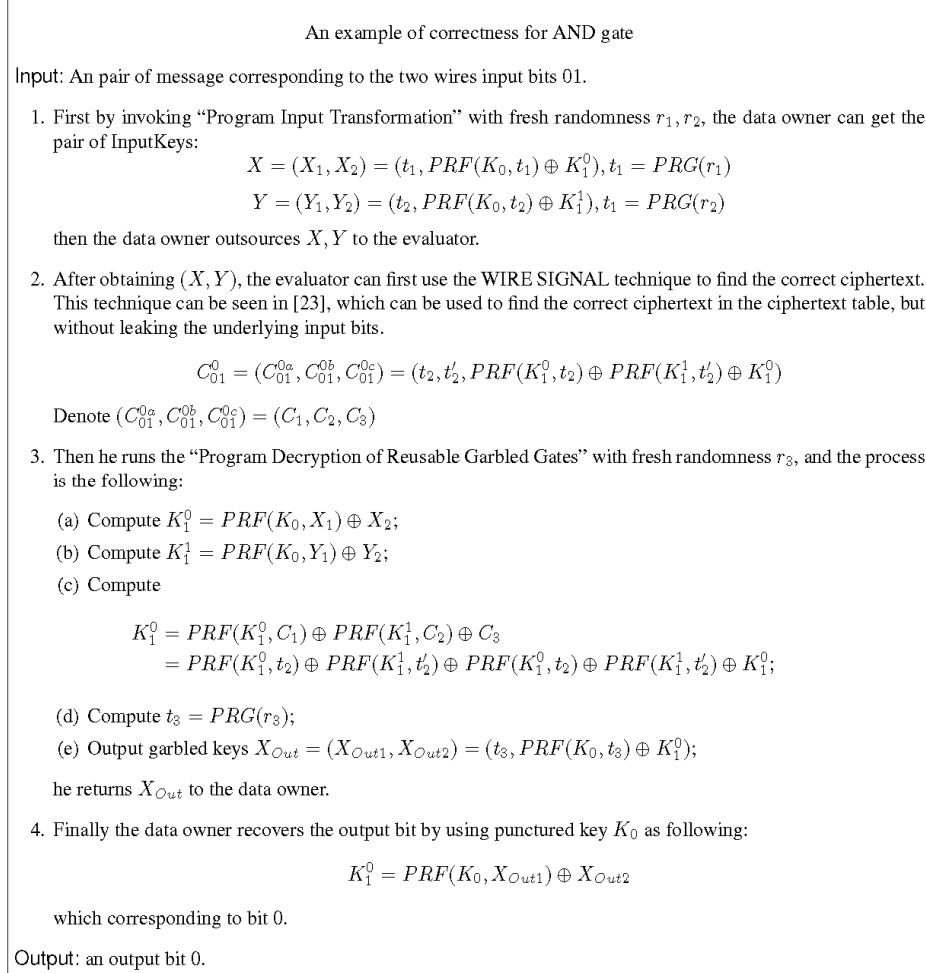 An example of correctness for AND gate
Input: An pair of message corresponding to the two wires input bits 01.
1. First by invoking “Program Input Transformation” with fresh randomness r₁, r₂, the data owner can get the
pair of InputKeys:
X = (X₁, X₂) = (t₁, PRF(K₀, t₁) ⊕ K₁⁰), t₁ = PRG(r₁)
Y = (Y₁, Y₂) = (t₂, PRF(K₀, t₂) ⊕ K₁¹), t₁ = PRG(r₂)
then the data owner outsources X, Y to the evaluator.
2. After obtaining (X, Y), the evaluator can first use the WIRE SIGNAL technique to find the correct ciphertext.
This technique can be seen in [23], which can be used to find the correct ciphertext in the ciphertext table, but
without leaking the underlying input bits.
C₀₁⁰ = (C₀₁⁰ᵃ, C₀₁⁰ᵇ, C₀₁⁰ᶜ) = (t₂, t₂′, PRF(K₁⁰, t₂) ⊕ PRF(K₁¹, t₂′) ⊕ K₁⁰)
Denote (C₀₁⁰ᵃ, C₀₁⁰ᵇ, C₀₁⁰ᶜ) = (C₁, C₂, C₃)
3. Then he runs the “Program Decryption of Reusable Garbled Gates” with fresh randomness r₃, and the process
is the following:
(a) Compute K₁⁰ = PRF(K₀, X₁) ⊕ X₂;
(b) Compute K₁¹ = PRF(K₀, Y₁) ⊕ Y₂;
(c) Compute
K₁⁰ = PRF(K₁⁰, C₁) ⊕ PRF(K₁¹, C₂) ⊕ C₃
= PRF(K₁⁰, t₂) ⊕ PRF(K₁¹, t₂′) ⊕ PRF(K₁⁰, t₂) ⊕ PRF(K₁¹, t₂′) ⊕ K₁⁰;
(d) Compute t₃ = PRG(r₃);
(e) Output garbled keys X_Out = (X_Out1, X_Out2) = (t₃, PRF(K₀, t₃) ⊕ K₁⁰);
he returns X_Out to the data owner.
4. Finally the data owner recovers the output bit by using punctured key K₀ as following:
K₁⁰ = PRF(K₀, X_Out1) ⊕ X_Out2
which corresponding to bit 0.
Output: an output bit 0.